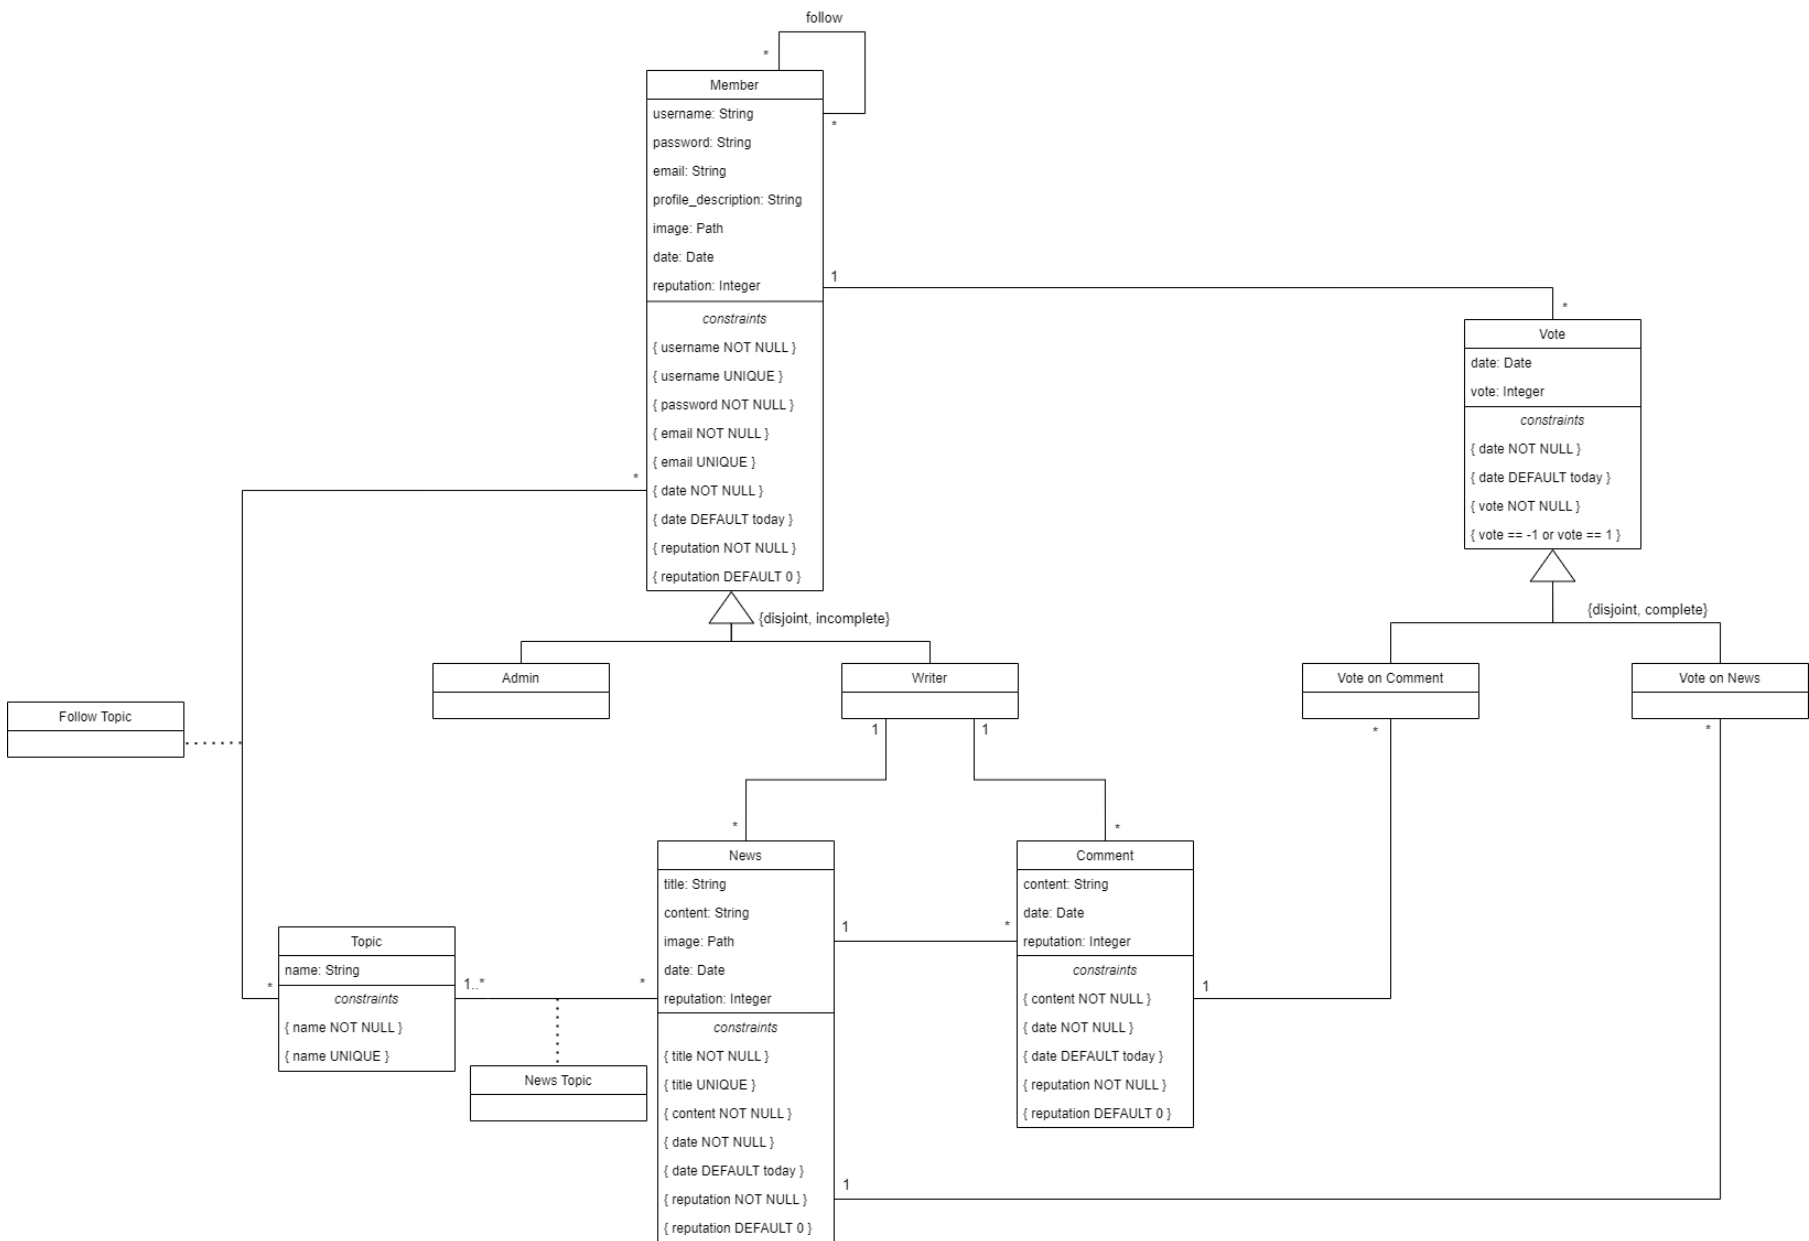 follow
*
Member
*
username: String
password: String
email: String
profile_description: String
image: Path
date: Date
reputation: Integer
1
*
constraints
{ username NOT NULL }
{ username UNIQUE }
{ password NOT NULL }
{ email NOT NULL }
{ email UNIQUE }
{ date NOT NULL }
{ date DEFAULT today }
{ reputation NOT NULL }
{ reputation DEFAULT 0 }
*
Vote
date: Date
vote: Integer
constraints
{ date NOT NULL }
{ date DEFAULT today }
{ vote NOT NULL }
{ vote == -1 or vote == 1 }
{disjoint, incomplete}
{disjoint, complete}
Admin
Writer
Vote on Comment
Vote on News
Follow Topic
1
1
*
*
*
*
News
title: String
content: String
image: Path
date: Date
reputation: Integer
constraints
{ title NOT NULL }
{ title UNIQUE }
{ content NOT NULL }
{ date NOT NULL }
{ date DEFAULT today }
{ reputation NOT NULL }
{ reputation DEFAULT 0 }
Comment
content: String
date: Date
reputation: Integer
constraints
{ content NOT NULL }
{ date NOT NULL }
{ date DEFAULT today }
{ reputation NOT NULL }
{ reputation DEFAULT 0 }
1
*
1
1
Topic
name: String
constraints
{ name NOT NULL }
{ name UNIQUE }
*
1..*
*
News Topic